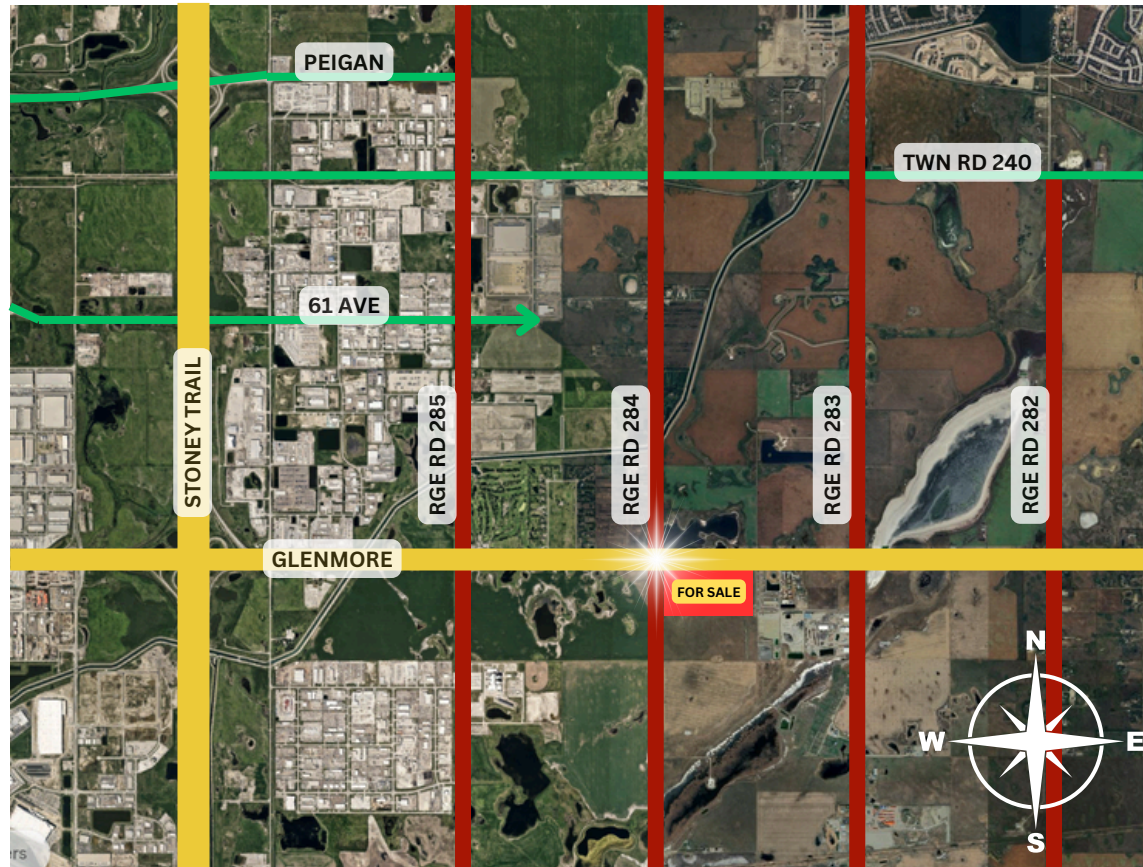 PEIGAN
TWN RD 240
61 AVE
STONEY TRAIL
RGE RD 285
RGE RD 284
RGE RD 283
RGE RD 282
GLENMORE
FOR SALE
N
W
E
S
ers